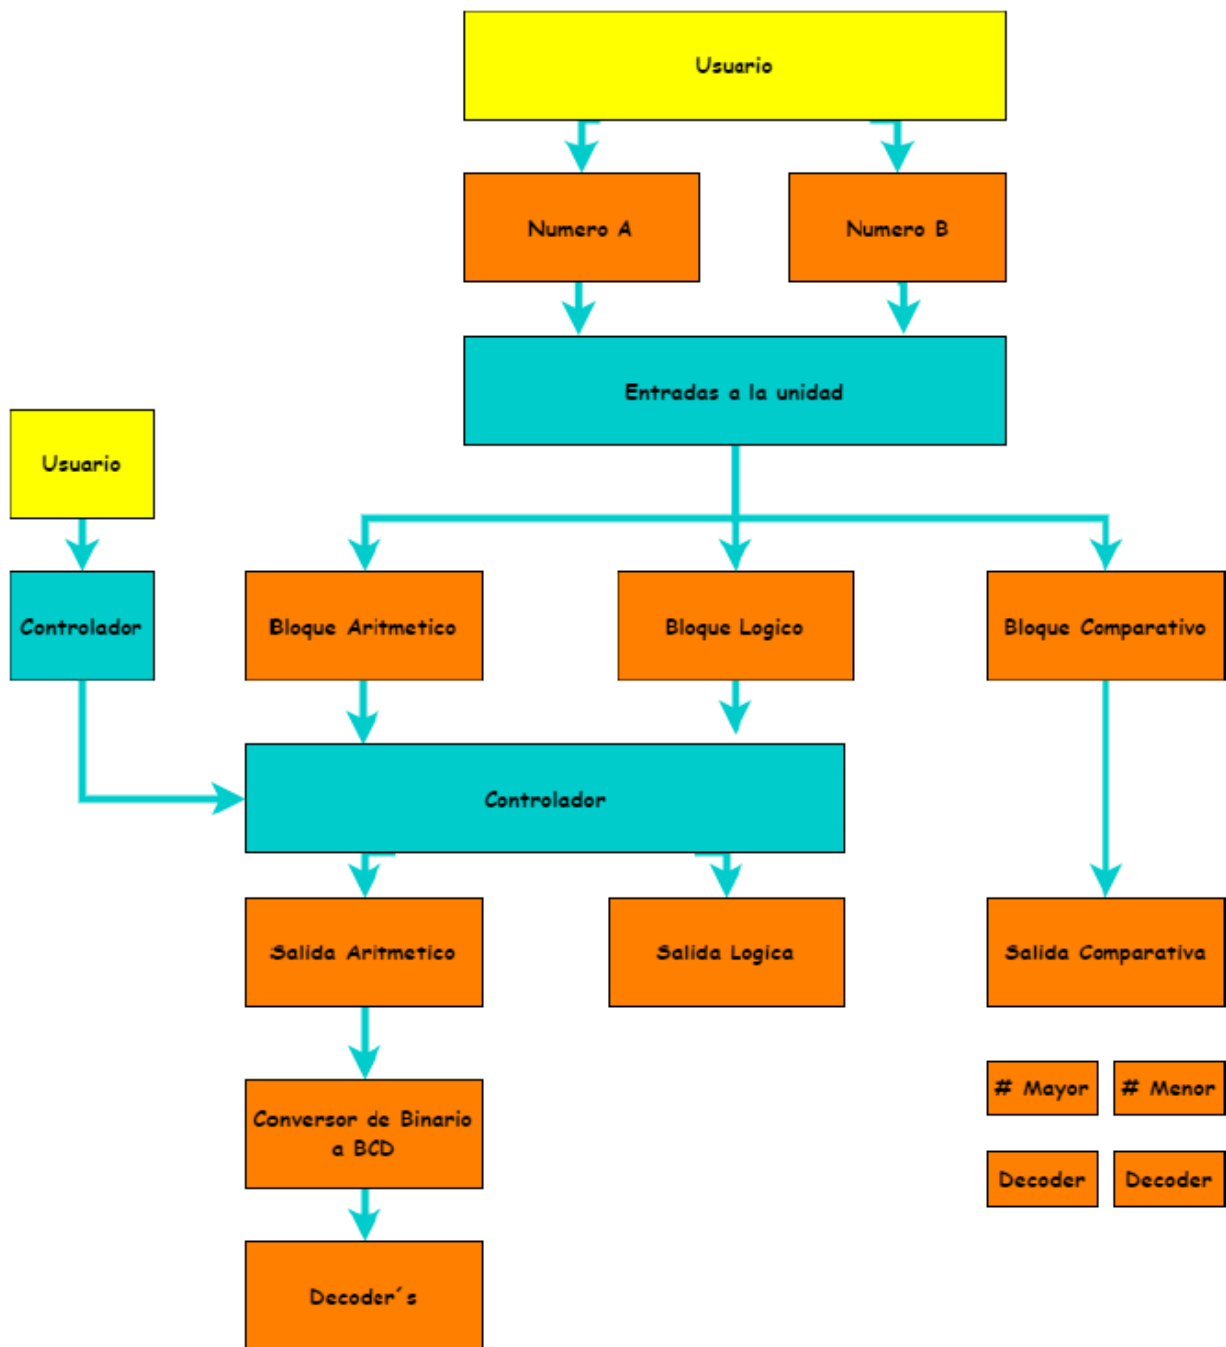 Usuario
Numero A
Numero B
Entradas a la unidad
Usuario
Controlador
Bloque Aritmetico
Bloque Logico
Bloque Comparativo
Controlador
Salida Aritmetico
Salida Logica
Salida Comparativa
# Mayor
# Menor
Conversor de Binario
a BCD
Decoder
Decoder
Decoder´s